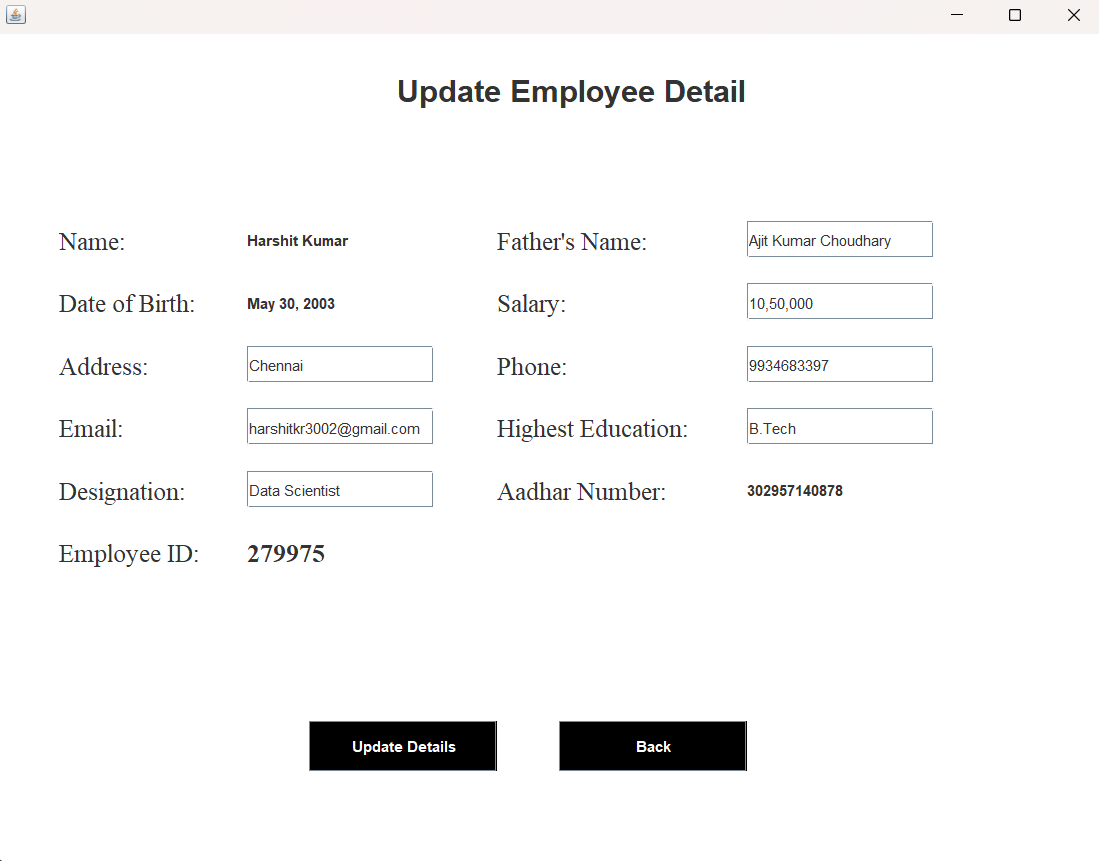 Update Employee Detail
Name: Harshit Kumar Father's Name: Ajit Kumar Choudhary
Date of Birth: May 30, 2003 Salary: 10,50,000
Address: Chennai Phone: 9934683397
Email: harshitkr3002@gmail.com Highest Education: B.Tech
Designation: Data Scientist Aadhar Number: 302957140878
Employee ID: 279975
Update Details Back